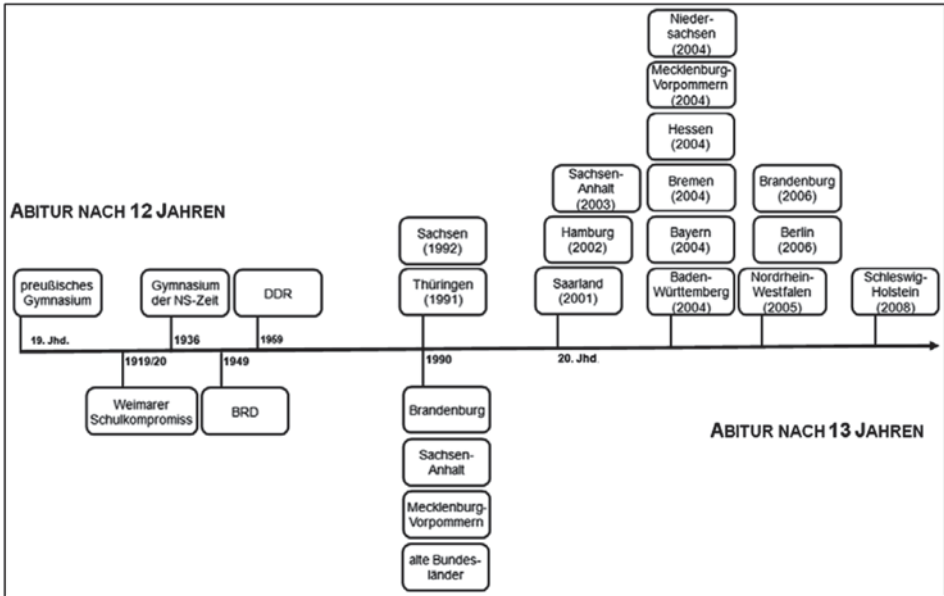 Nieder-
sachsen
(2004)
Mecklenburg-
Vorpommern
(2004)
Hessen
(2004)
Sachsen-
Anhalt
(2003)
Bremen
(2004)
Brandenburg
(2006)
ABITUR NACH 12 JAHREN
Sachsen
(1992)
Hamburg
(2002)
Bayern
(2004)
Berlin
(2006)
preußisches
Gymnasium
Gymnasium
der NS-Zeit
DDR
Thüringen
(1991)
Saarland
(2001)
Baden-
Württemberg
(2004)
Nordrhein-
Westfalen
(2005)
Schleswig-
Holstein
(2008)
19. Jhd.
1936
1959
1919/20
1949
1990
20. Jhd.
Weimarer
Schulkompromiss
BRD
Brandenburg
ABITUR NACH 13 JAHREN
Sachsen-
Anhalt
Mecklenburg-
Vorpommern
alte Bundes-
länder